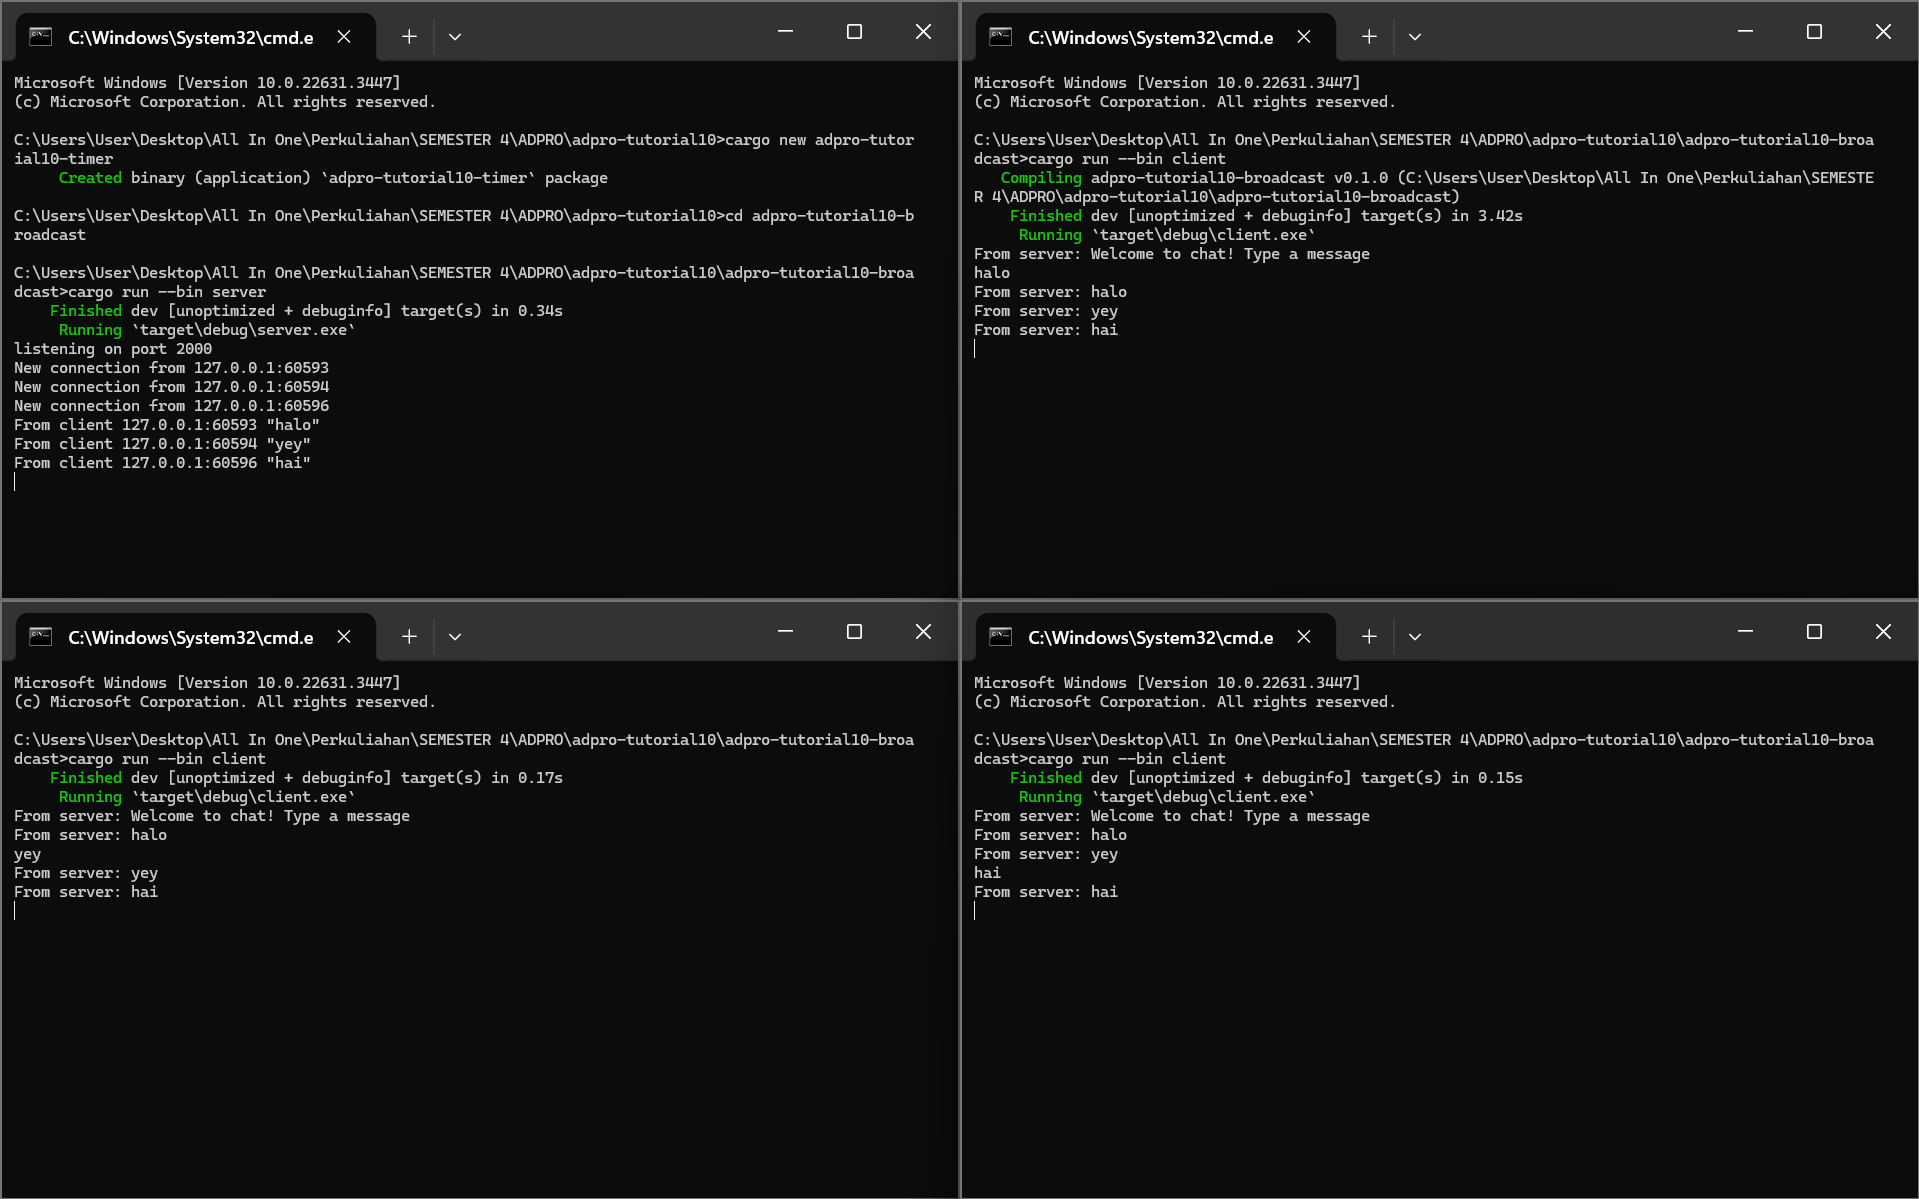 C:\Windows\System32\cmd.e
Microsoft Windows [Version 10.0.22631.3447]
(c) Microsoft Corporation. All rights reserved.
C:\Users\User\Desktop\All In One\Perkuliahan\SEMESTER 4\ADPRO\adpro-tutorial10>cargo new adpro-tutor
ial10-timer
Created binary (application) `adpro-tutorial10-timer` package
C:\Users\User\Desktop\All In One\Perkuliahan\SEMESTER 4\ADPRO\adpro-tutorial10>cd adpro-tutorial10-b
roadcast
C:\Users\User\Desktop\All In One\Perkuliahan\SEMESTER 4\ADPRO\adpro-tutorial10\adpro-tutorial10-broa
dcast>cargo run --bin server
Finished dev [unoptimized + debuginfo] target(s) in 0.34s
Running `target\debug\server.exe`
listening on port 2000
New connection from 127.0.0.1:60593
New connection from 127.0.0.1:60594
New connection from 127.0.0.1:60596
From client 127.0.0.1:60593 "halo"
From client 127.0.0.1:60594 "yey"
From client 127.0.0.1:60596 "hai"
C:\Windows\System32\cmd.e
Microsoft Windows [Version 10.0.22631.3447]
(c) Microsoft Corporation. All rights reserved.
C:\Users\User\Desktop\All In One\Perkuliahan\SEMESTER 4\ADPRO\adpro-tutorial10\adpro-tutorial10-broa
dcast>cargo run --bin client
Compiling adpro-tutorial10-broadcast v0.1.0 (C:\Users\User\Desktop\All In One\Perkuliahan\SEMESTE
R 4\ADPRO\adpro-tutorial10\adpro-tutorial10-broadcast)
Finished dev [unoptimized + debuginfo] target(s) in 3.42s
Running `target\debug\client.exe`
From server: Welcome to chat! Type a message
halo
From server: halo
From server: yey
From server: hai
C:\Windows\System32\cmd.e
Microsoft Windows [Version 10.0.22631.3447]
(c) Microsoft Corporation. All rights reserved.
C:\Users\User\Desktop\All In One\Perkuliahan\SEMESTER 4\ADPRO\adpro-tutorial10\adpro-tutorial10-broa
dcast>cargo run --bin client
Finished dev [unoptimized + debuginfo] target(s) in 0.17s
Running `target\debug\client.exe`
From server: Welcome to chat! Type a message
From server: halo
yey
From server: yey
From server: hai
C:\Windows\System32\cmd.e
Microsoft Windows [Version 10.0.22631.3447]
(c) Microsoft Corporation. All rights reserved.
C:\Users\User\Desktop\All In One\Perkuliahan\SEMESTER 4\ADPRO\adpro-tutorial10\adpro-tutorial10-broa
dcast>cargo run --bin client
Finished dev [unoptimized + debuginfo] target(s) in 0.15s
Running `target\debug\client.exe`
From server: Welcome to chat! Type a message
From server: halo
From server: yey
hai
From server: hai